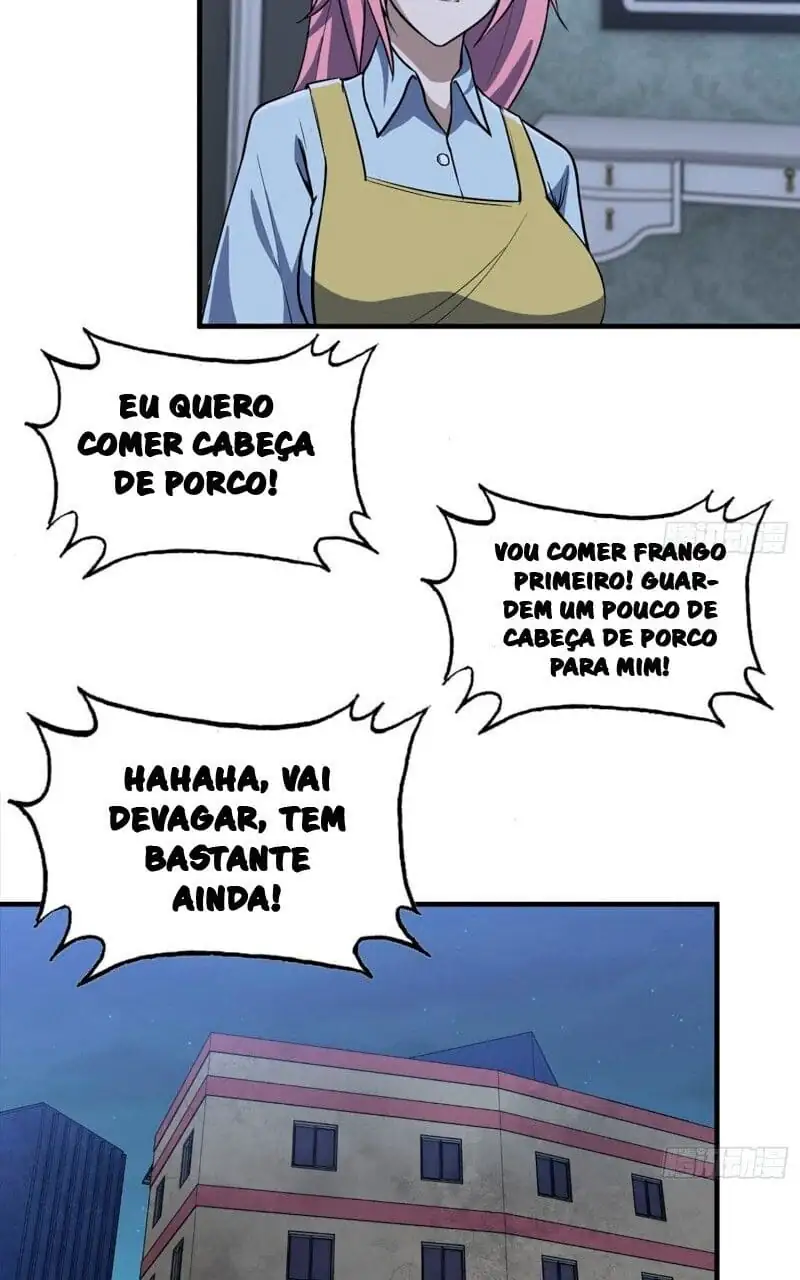 EU QUERO
COMER CABEÇA
DE PORCO!
VOU COMER FRANGO
PRIMEIRO! GUAR-
DEM UM POUCO DE
CABEÇA DE PORCO
PARA MIM!
HAHAHA, VAI
DEVAGAR, TEM
BASTANTE
AINDA!